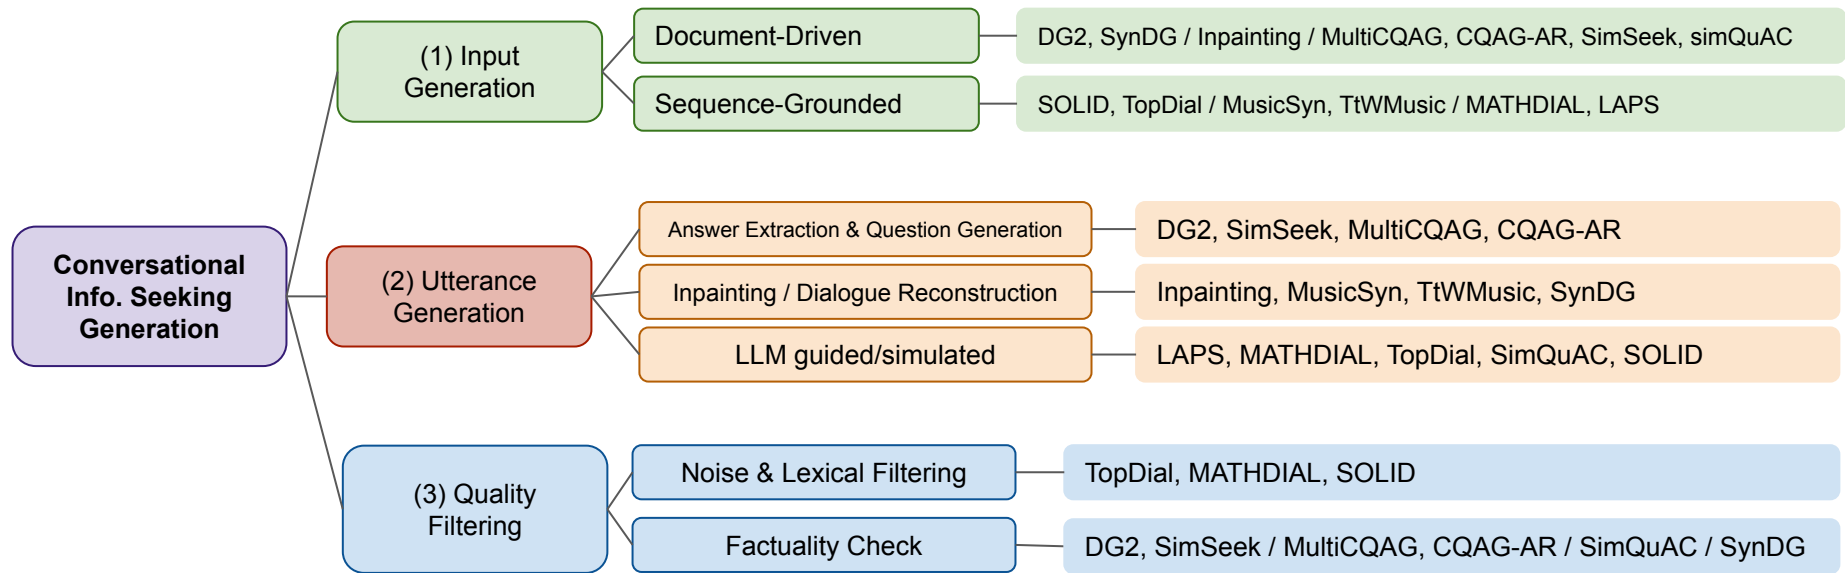 (1) Input
Generation
Document-Driven
DG2, SynDG / Inpainting / MultiCQAG, CQAG-AR, SimSeek, simQuAC
Sequence-Grounded
SOLID, TopDial / MusicSyn, TtWMusic / MATHDIAL, LAPS
Conversational
Info. Seeking
Generation
(2) Utterance
Generation
Answer Extraction & Question Generation
DG2, SimSeek, MultiCQAG, CQAG-AR
Inpainting / Dialogue Reconstruction
Inpainting, MusicSyn, TtWMusic, SynDG
LLM guided/simulated
LAPS, MATHDIAL, TopDial, SimQuAC, SOLID
(3) Quality
Filtering
Noise & Lexical Filtering
TopDial, MATHDIAL, SOLID
Factuality Check
DG2, SimSeek / MultiCQAG, CQAG-AR / SimQuAC / SynDG